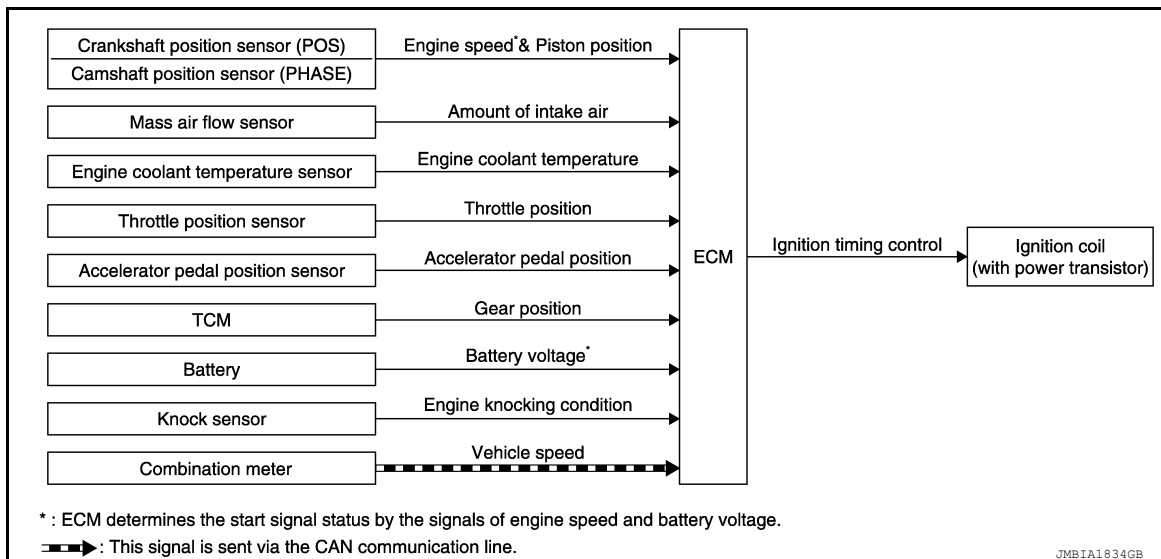 Crankshaft position sensor (POS)
Camshaft position sensor (PHASE)
Engine speed*& Piston position
Mass air flow sensor
Amount of intake air
Engine coolant temperature sensor
Engine coolant temperature
Throttle position sensor
Throttle position
Accelerator pedal position sensor
Accelerator pedal position
ECM
Ignition timing control
Ignition coil
(with power transistor)
TCM
Gear position
Battery
Battery voltage*
Knock sensor
Engine knocking condition
Combination meter
Vehicle speed
* : ECM determines the start signal status by the signals of engine speed and battery voltage.
: This signal is sent via the CAN communication line.
JMBIA1834GB